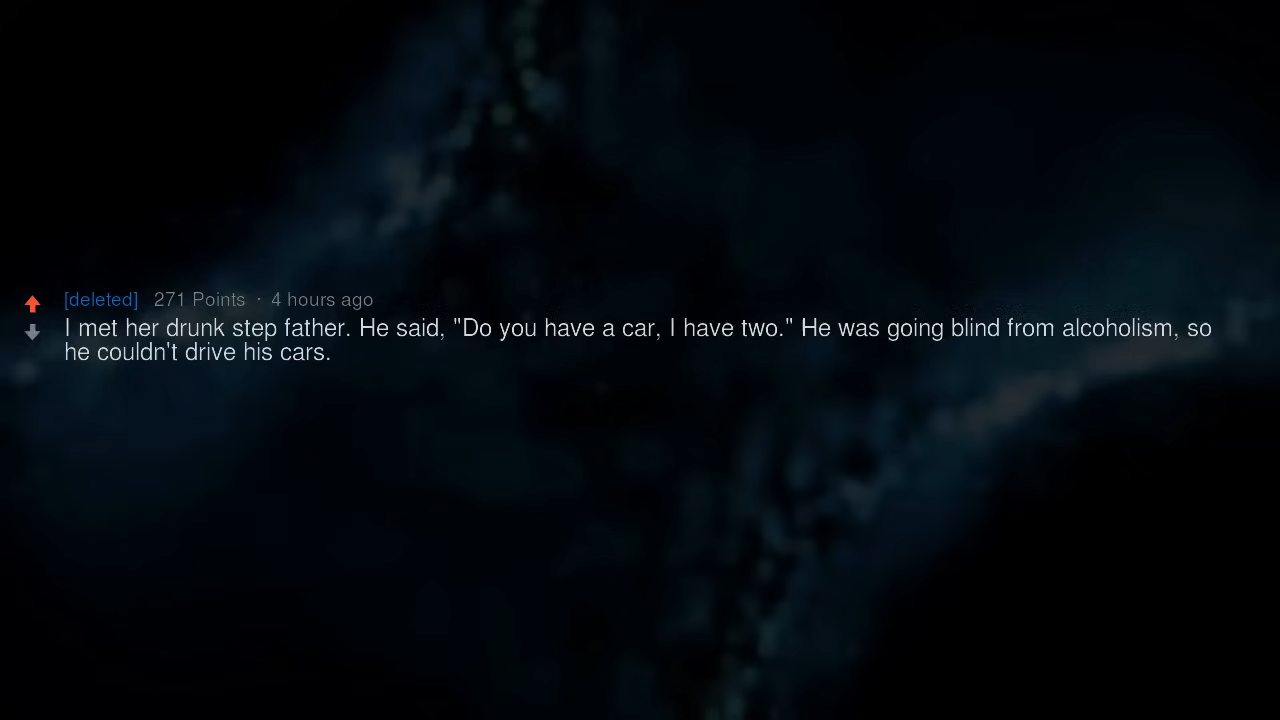 [deleted] 271 Points · 4 hours ago
I met her drunk step father. He said, "Do you have a car, I have two." He was going blind from alcoholism, so
he couldn't drive his cars.